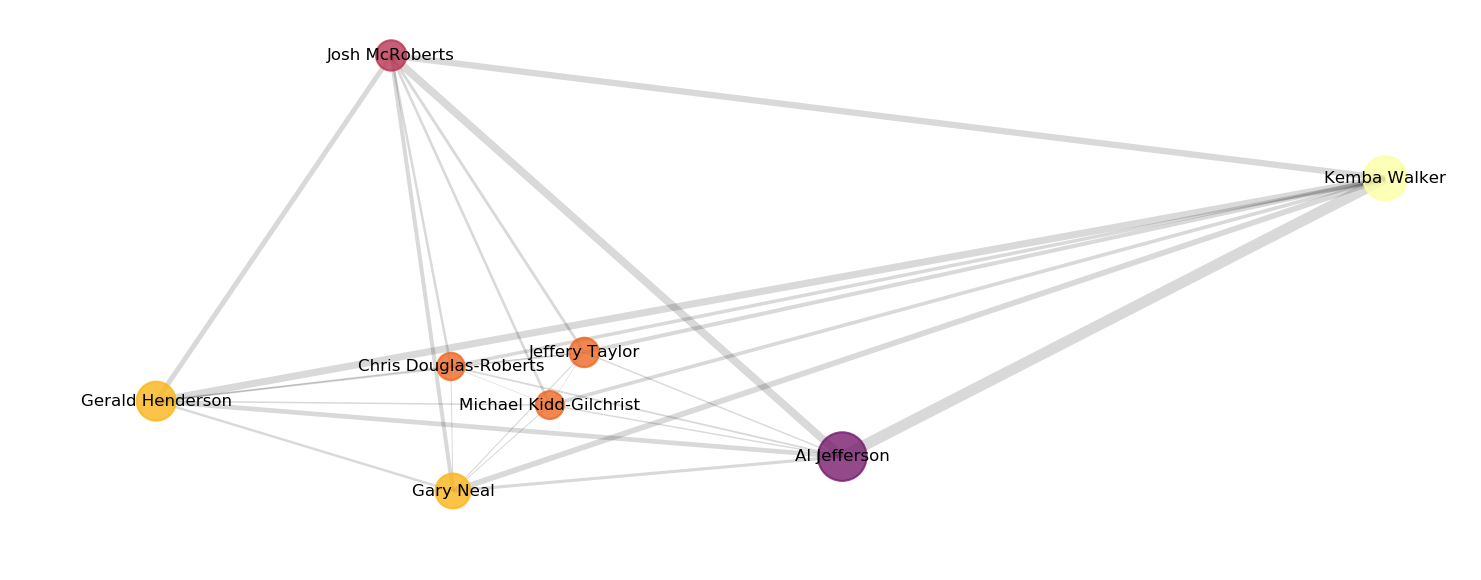 Josh McRoberts
Kemba Walker
Jeffery Taylor
Chris Douglas-Roberts
Gerald Henderson
Michael Kidd-Gilchrist
Al Jefferson
Gary Neal